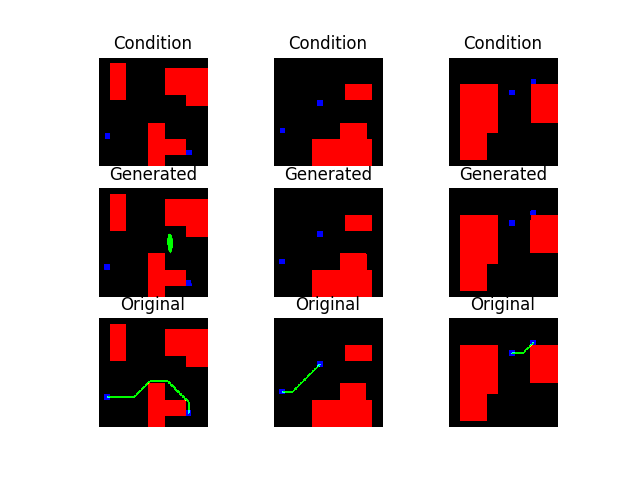 Condition Condition Condition
Generated Generated Generated
Original Original Original